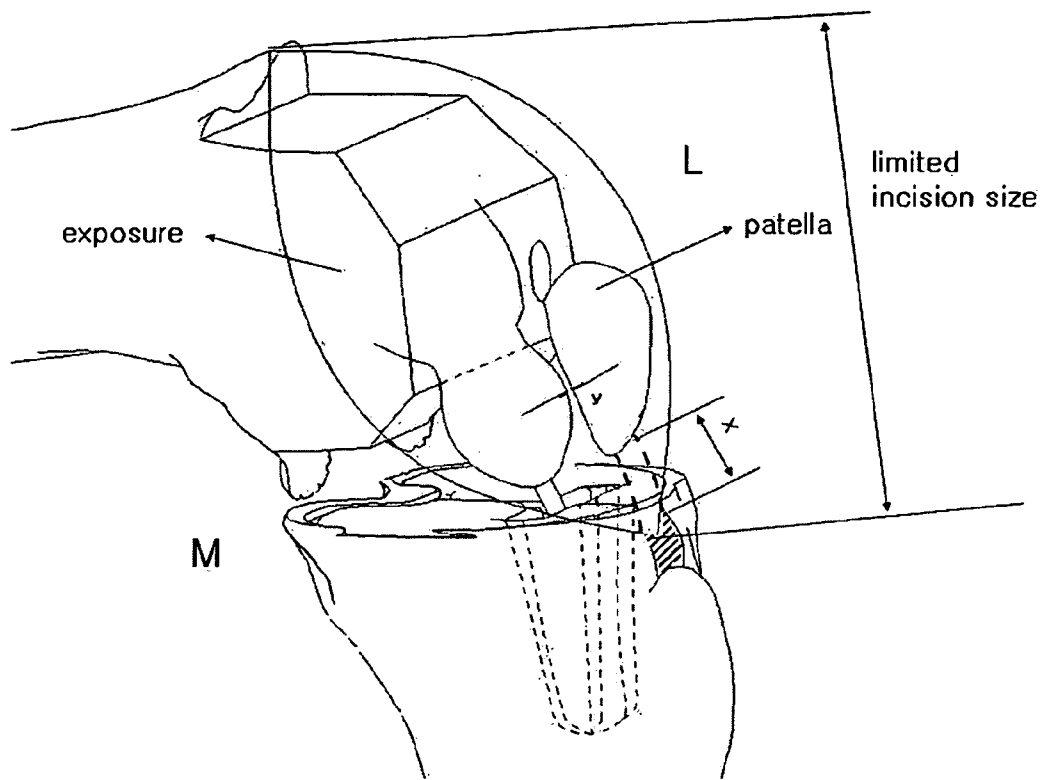 L
limited
incision size
exposure
patella
y
x
M